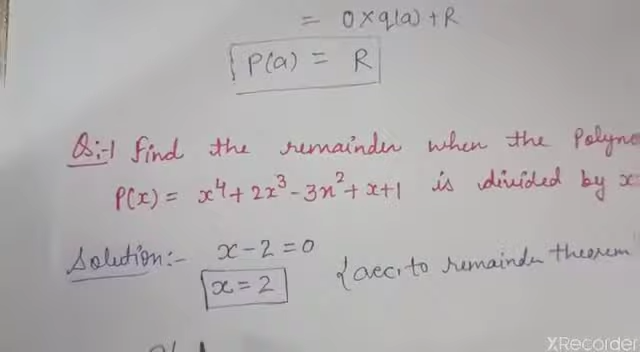 = 0×q(a)+R
P(a) = R
Q:-1 Find the remainder when the Polyno
P(x) = x⁴+2x³-3x²+x+1 is divided by x
Solution:- x-2=0
x=2 {acc. to remainder theorem
XRecorder